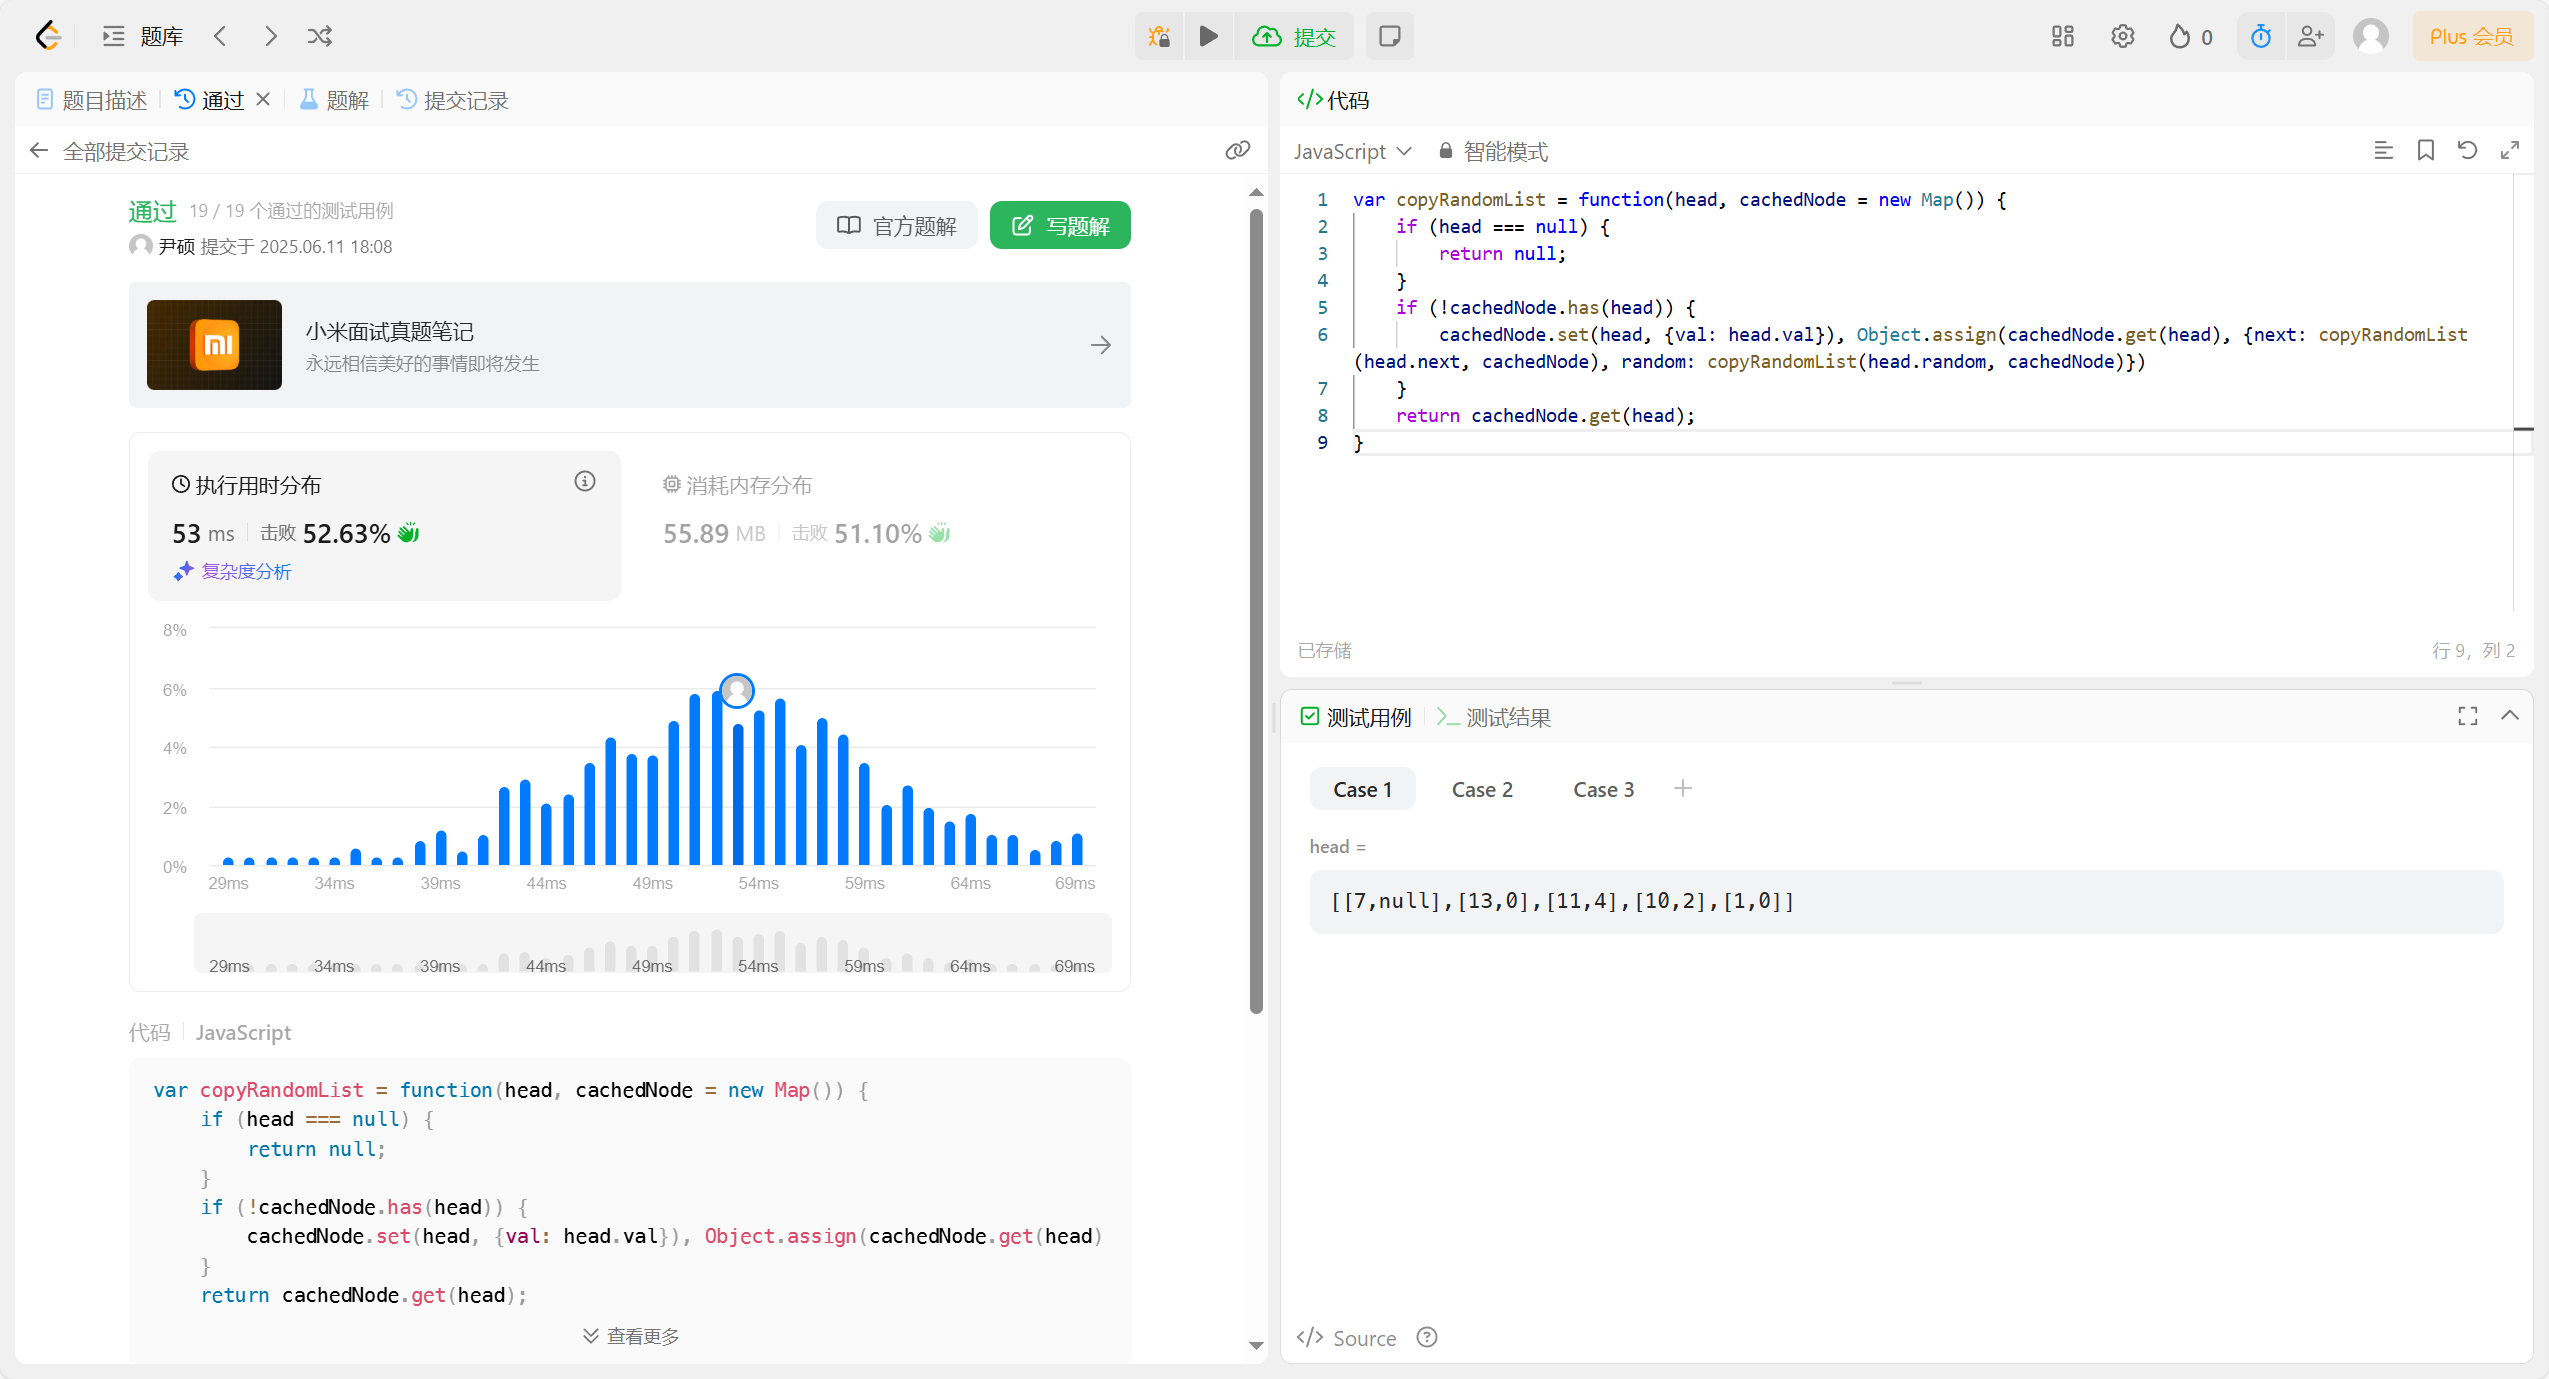 题库
提交
0
Plus 会员
题目描述
通过
题解
提交记录
全部提交记录
通过 19 / 19 个通过的测试用例
尹硕 提交于 2025.06.11 18:08
官方题解
写题解
小米面试真题笔记
永远相信美好的事情即将发生
执行用时分布
53 ms 击败 52.63%
复杂度分析
消耗内存分布
55.89 MB 击败 51.10%
8%
6%
4%
2%
0%
29ms 34ms 39ms 44ms 49ms 54ms 59ms 64ms 69ms
29ms 34ms 39ms 44ms 49ms 54ms 59ms 64ms 69ms
代码 JavaScript
var copyRandomList = function(head, cachedNode = new Map()) {
    if (head === null) {
        return null;
    }
    if (!cachedNode.has(head)) {
        cachedNode.set(head, {val: head.val}), Object.assign(cachedNode.get(head)
    }
    return cachedNode.get(head);
查看更多
代码
JavaScript 智能模式
1 var copyRandomList = function(head, cachedNode = new Map()) {
2     if (head === null) {
3         return null;
4     }
5     if (!cachedNode.has(head)) {
6         cachedNode.set(head, {val: head.val}), Object.assign(cachedNode.get(head), {next: copyRandomList
(head.next, cachedNode), random: copyRandomList(head.random, cachedNode)})
7     }
8     return cachedNode.get(head);
9 }
已存储
行 9, 列 2
测试用例
测试结果
Case 1 Case 2 Case 3
head =
[[7,null],[13,0],[11,4],[10,2],[1,0]]
Source